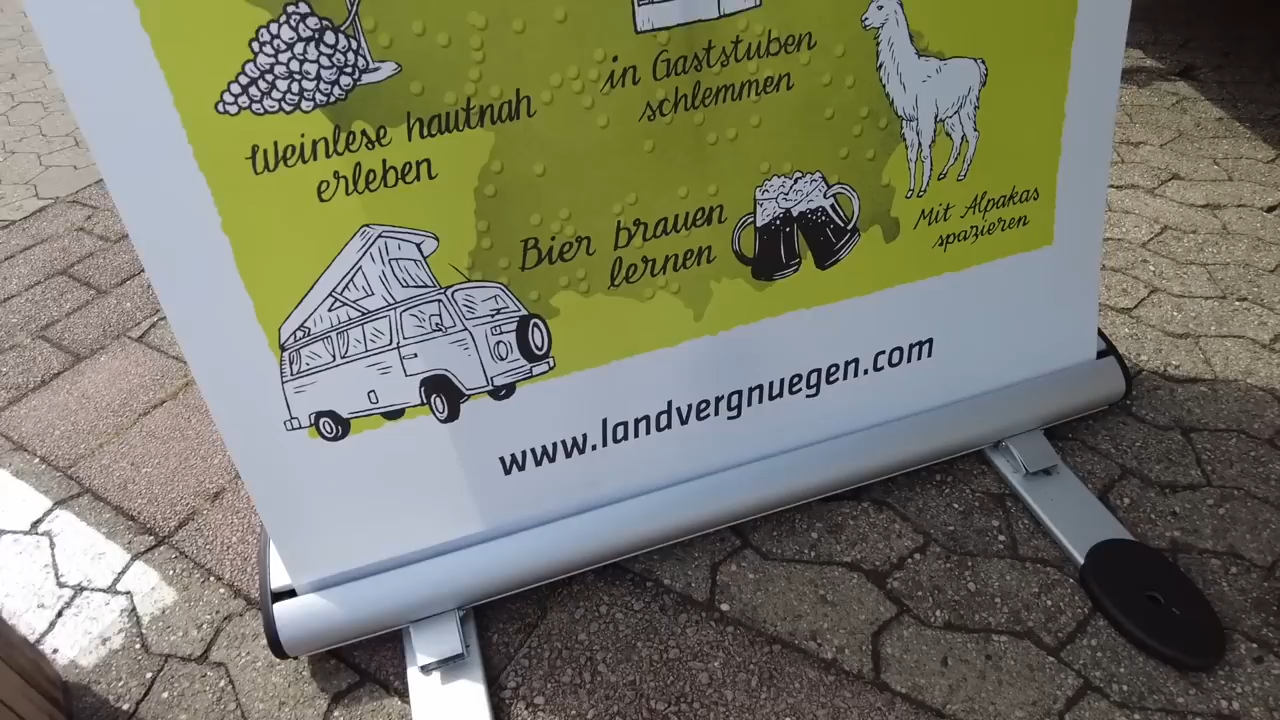 in Gaststuben
schlemmen
Weinlese hautnah
erleben
Mit Alpakas
spazieren
Bier brauen
lernen
www.landvergnuegen.com